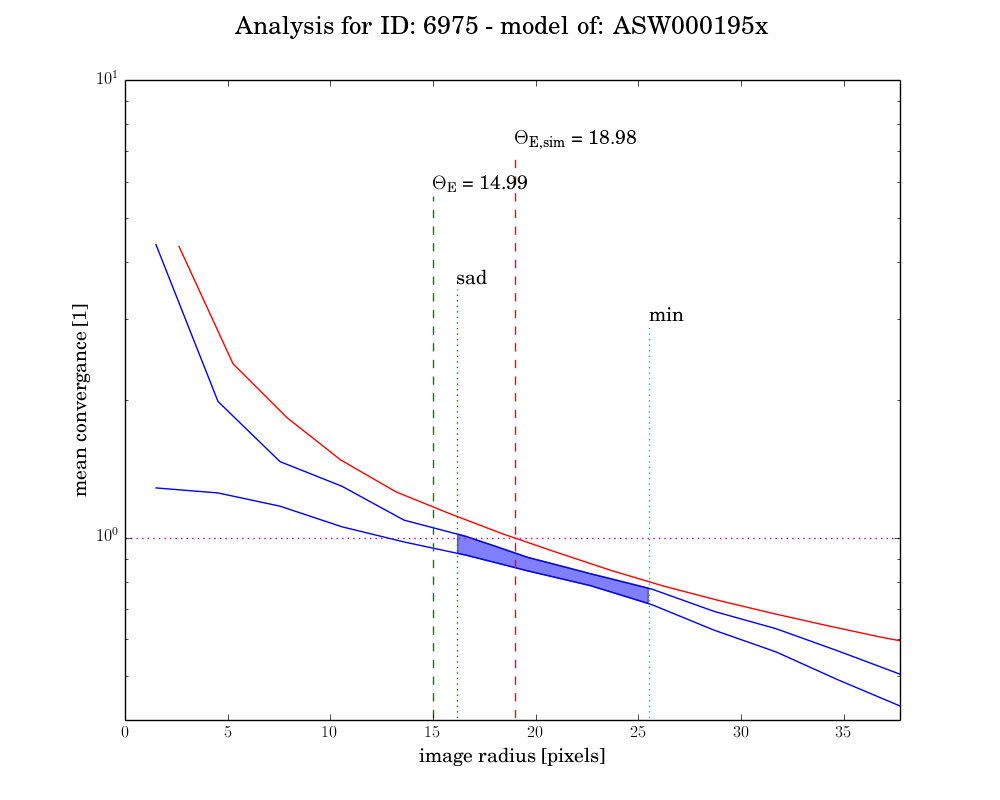 Analysis for ID: 6975 - model of: ASW000195x
10¹
Θ_E,sim = 18.98
Θ_E = 14.99
sad
min
mean convergance [1]
10⁰
0 5 10 15 20 25 30 35
image radius [pixels]